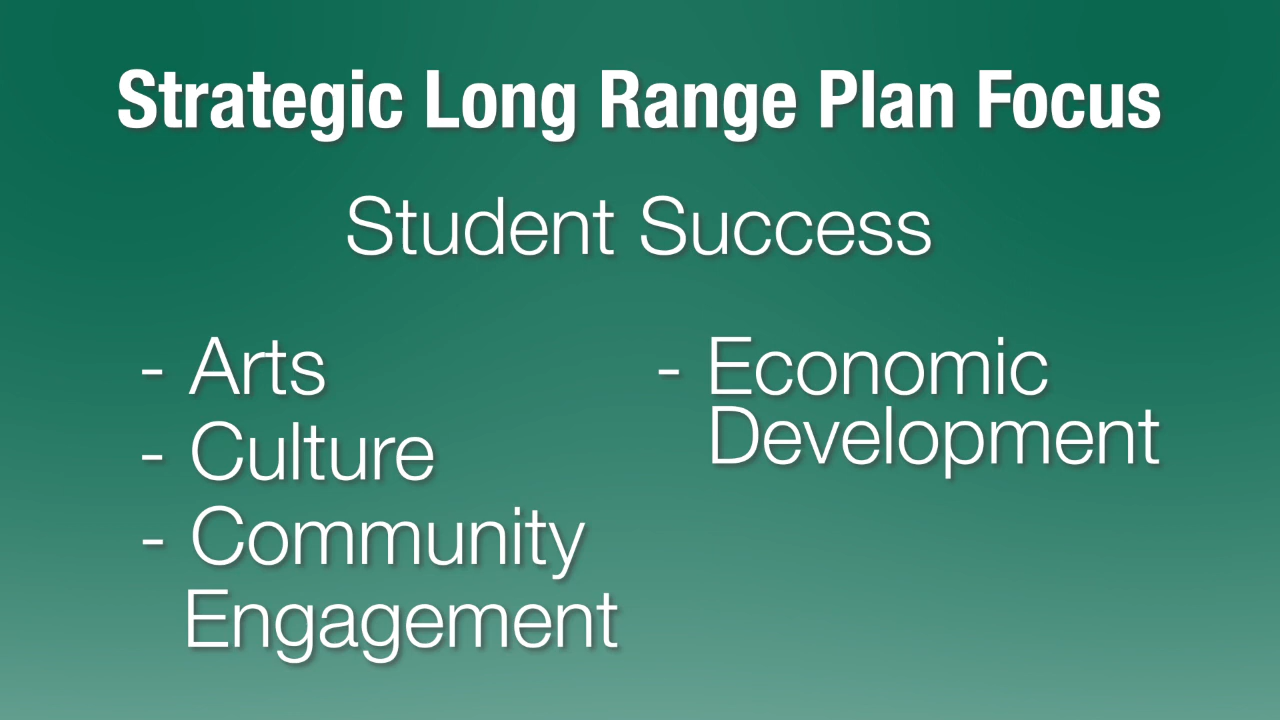 Strategic Long Range Plan Focus
Student Success
- Arts
- Culture
- Community
Engagement
- Economic
Development